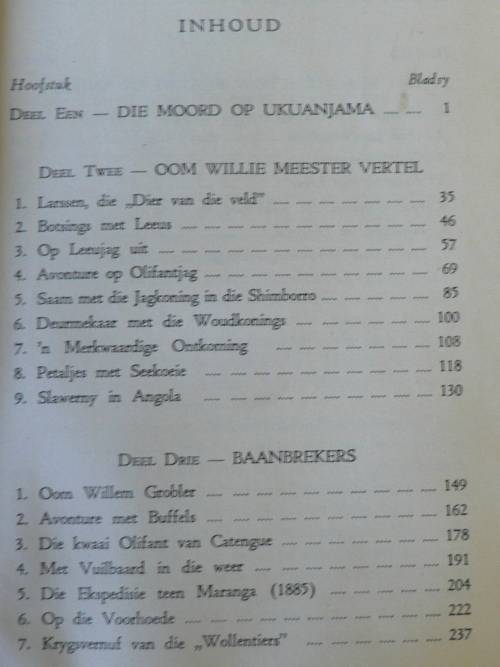 INHOUD
Hoofstuk Bladsy
DEEL EEN — DIE MOORD OP UKUANJAMA 1
DEEL TWEE — OOM WILLIE MEESTER VERTEL
1. Larssen, die „Dier van die veld” 35
2. Botsings met Leeus 46
3. Op Leeujag uit 57
4. Avonture op Olifantjag 69
5. Saam met die Jagkoning in die Shimborro 85
6. Deurmekaar met die Woudkonings 100
7. 'n Merkwaardige Ontkoming 108
8. Petaljes met Seekoeie 118
9. Slawerny in Angola 130
DEEL DRIE — BAANBREKERS
1. Oom Willem Grobler 149
2. Avonture met Buffels 162
3. Die kwaai Olifant van Catengue 178
4. Met Vuilbaard in die weer 191
5. Die Ekspedisie teen Maranga (1885) 204
6. Op die Voorhoede 222
7. Krygsvernuf van die „Wollentiers” 237